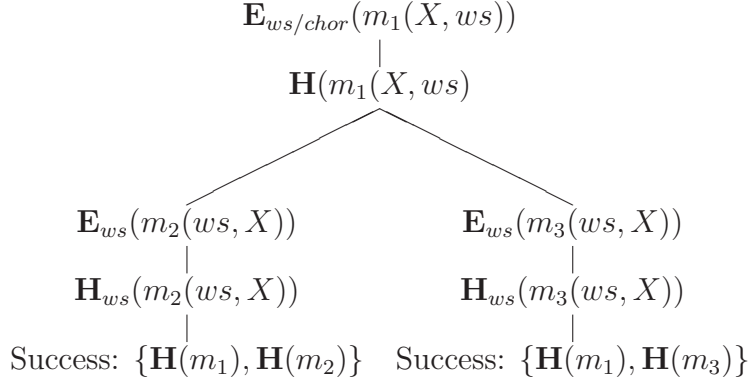 E_{ws/chor}(m_1(X, ws))
H(m_1(X, ws)
E_{ws}(m_2(ws, X)) E_{ws}(m_3(ws, X))
H_{ws}(m_2(ws, X)) H_{ws}(m_3(ws, X))
Success: {H(m_1), H(m_2)} Success: {H(m_1), H(m_3)}